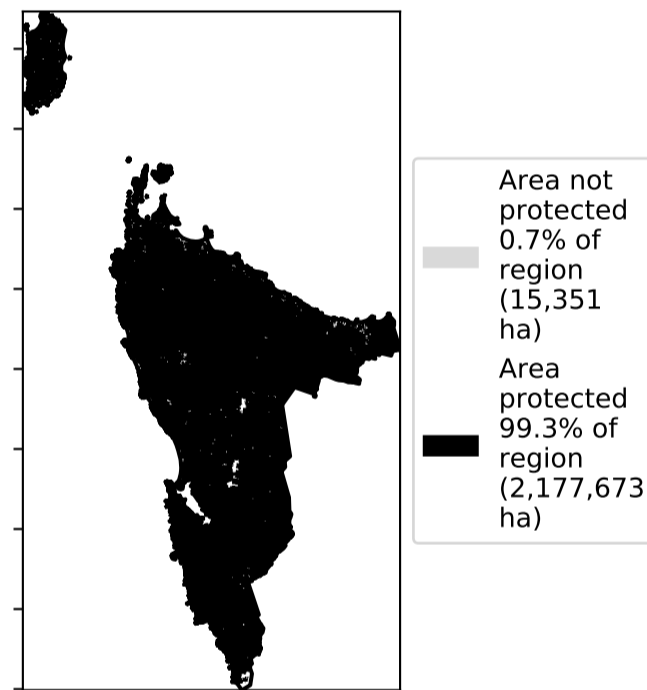 Area not
protected
0.7% of
region
(15,351
ha)
Area
protected
99.3% of
region
(2,177,673
ha)